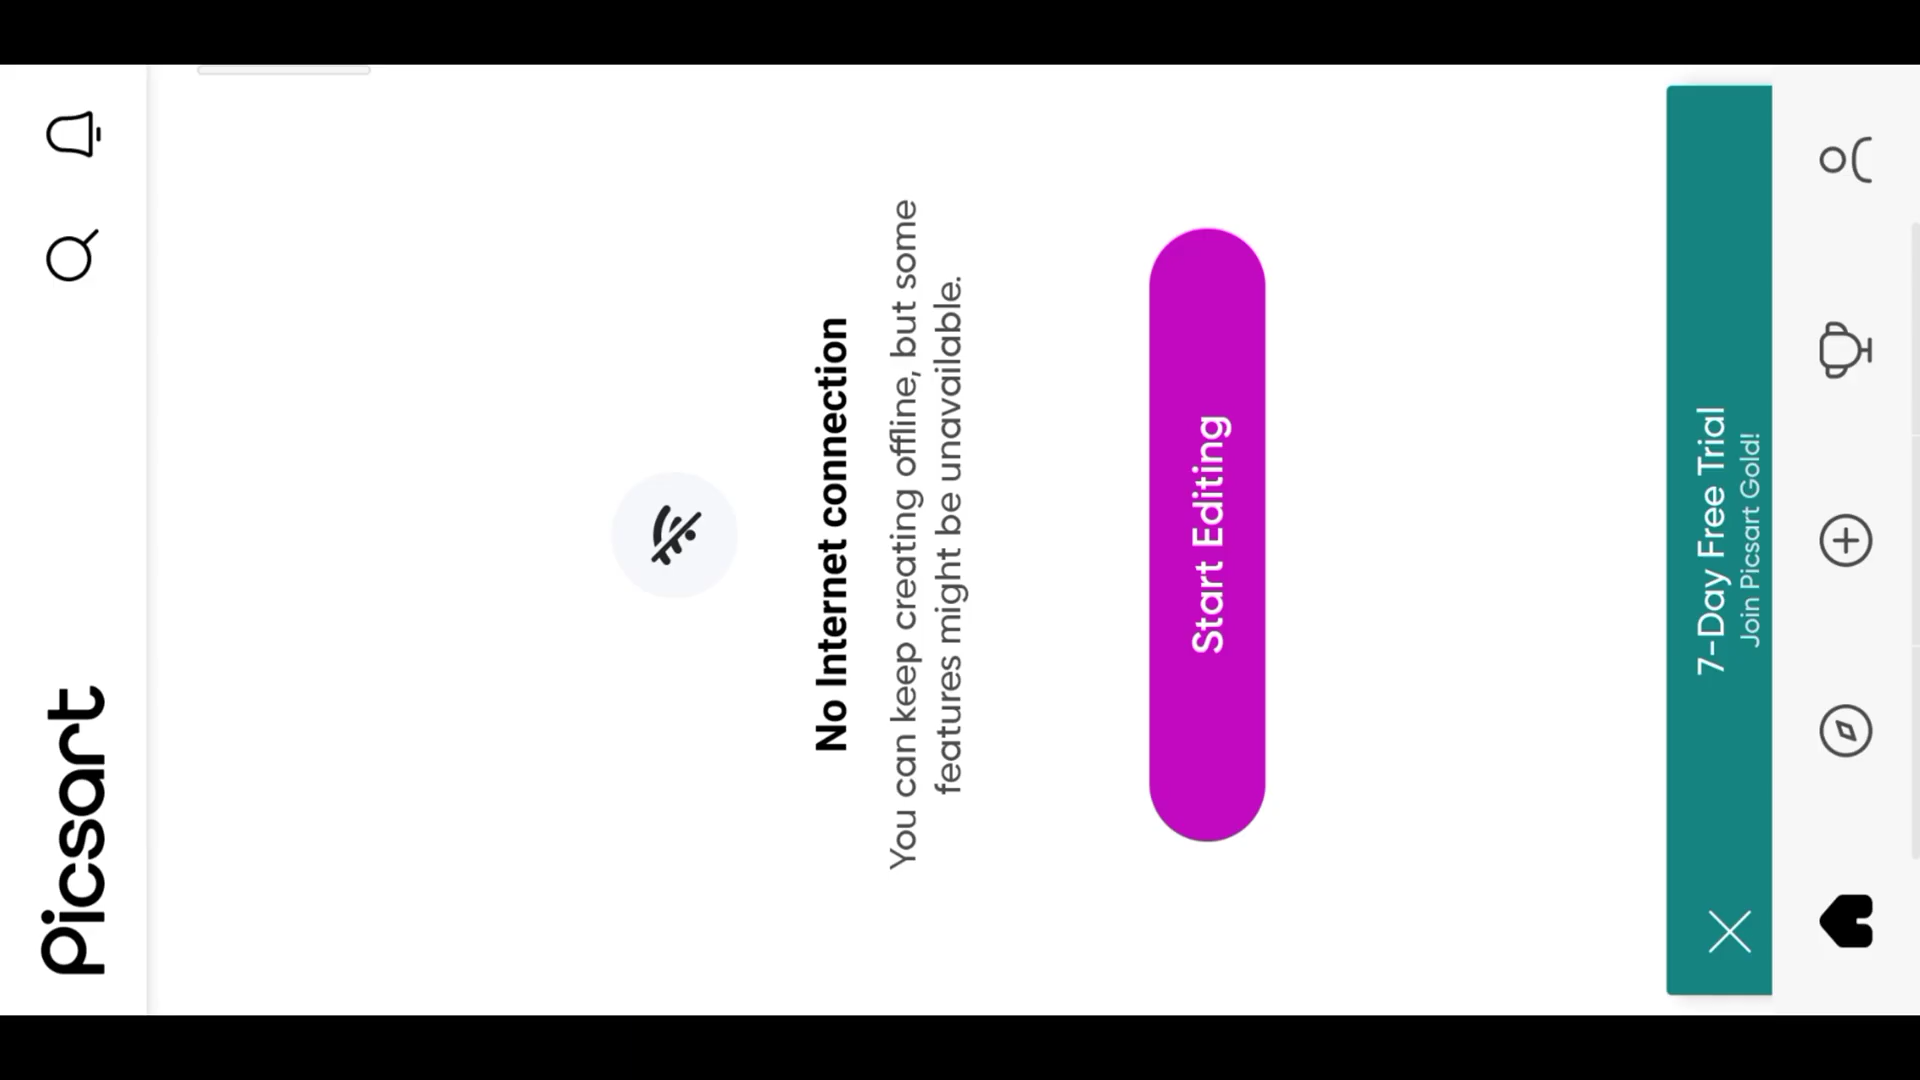 Picsart
No Internet connection
You can keep creating offline, but some
features might be unavailable.
Start Editing
7-Day Free Trial
Join Picsart Gold!